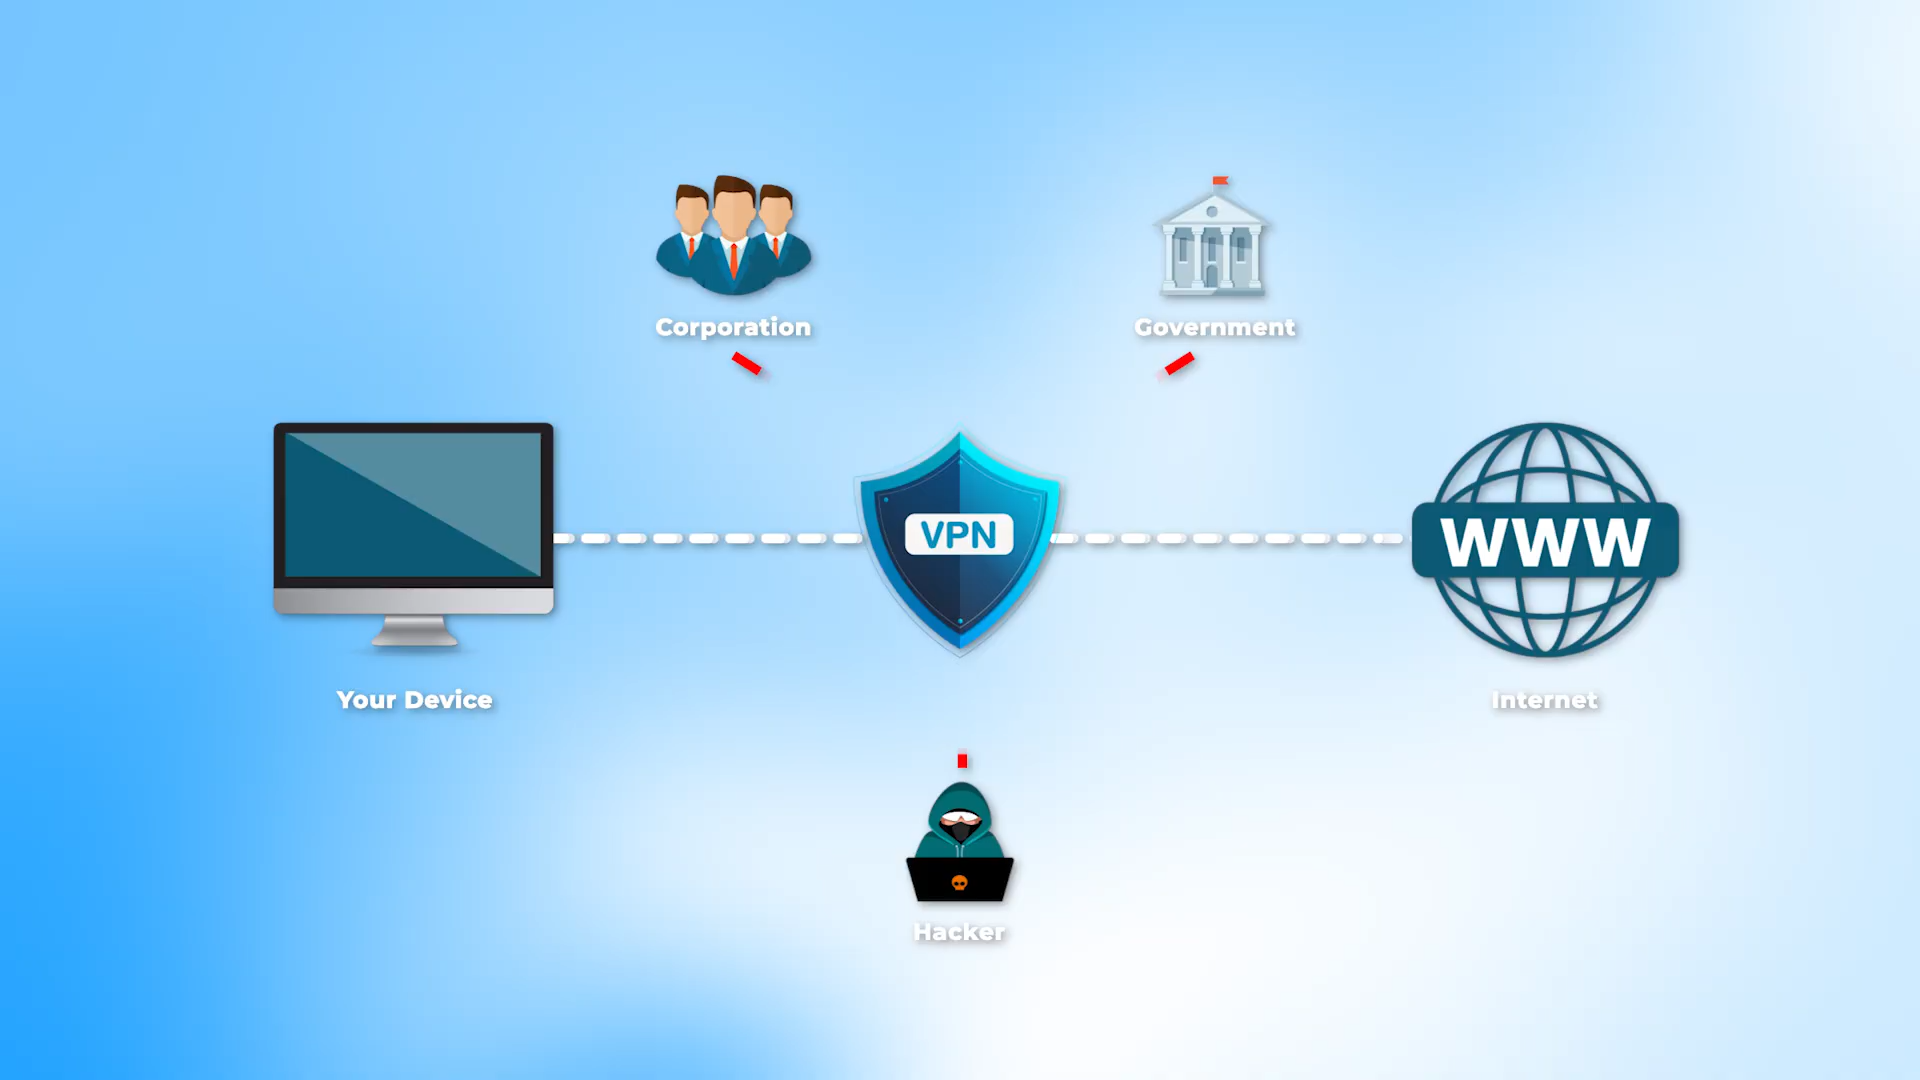 Corporation
Government
VPN
WWW
Your Device
Internet
Hacker